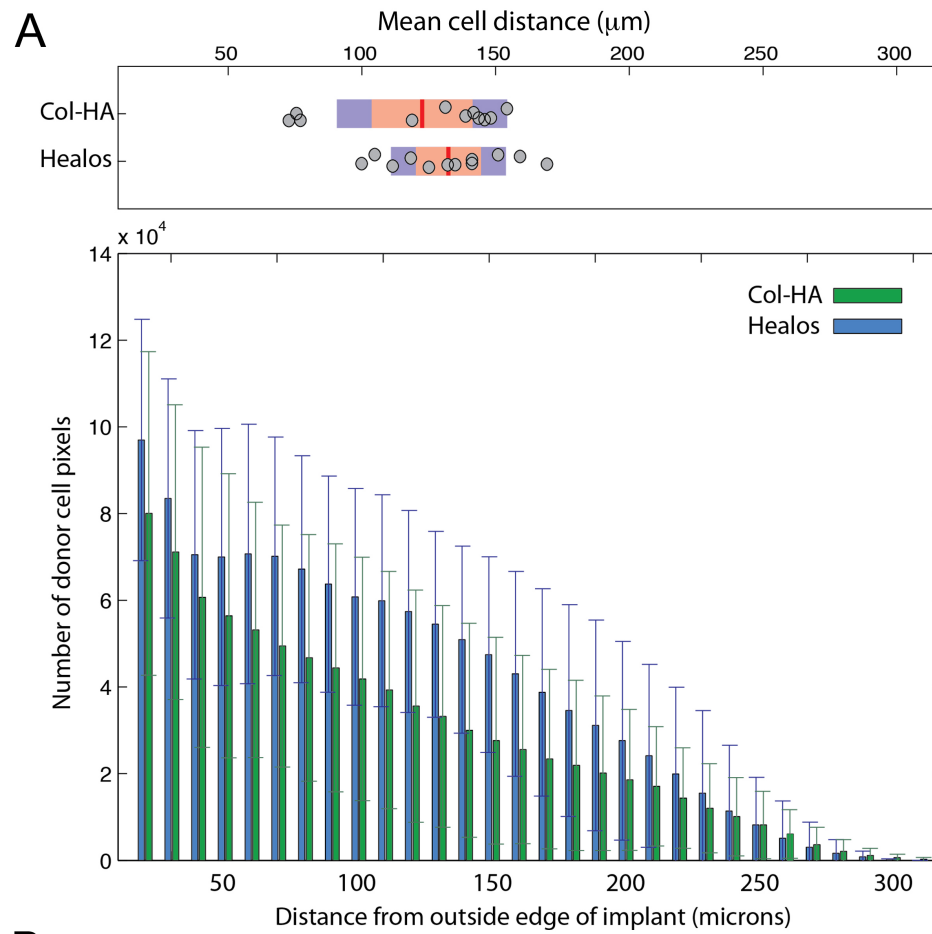 A
Mean cell distance (μm)
50 100 150 200 250 300
Col-HA
Healos
x 10⁴
14
12
10
8
6
4
2
0
Col-HA
Healos
Number of donor cell pixels
50 100 150 200 250 300
Distance from outside edge of implant (microns)